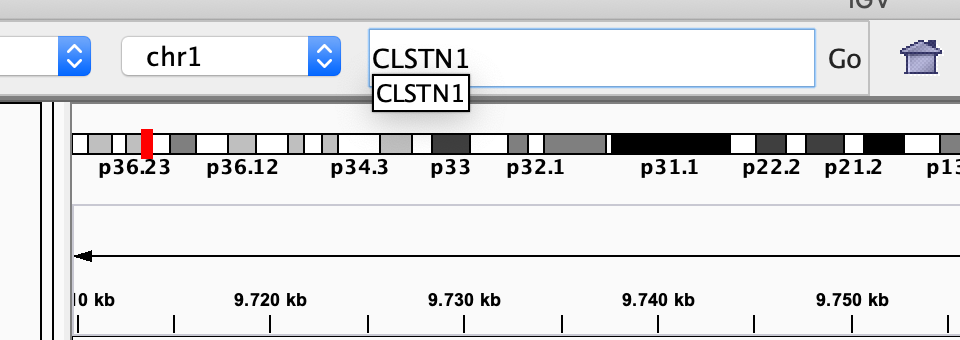 IGV
chr1
CLSTN1
Go
CLSTN1
p36.23 p36.12 p34.3 p33 p32.1 p31.1 p22.2 p21.2 p13
0 kb 9.720 kb 9.730 kb 9.740 kb 9.750 kb